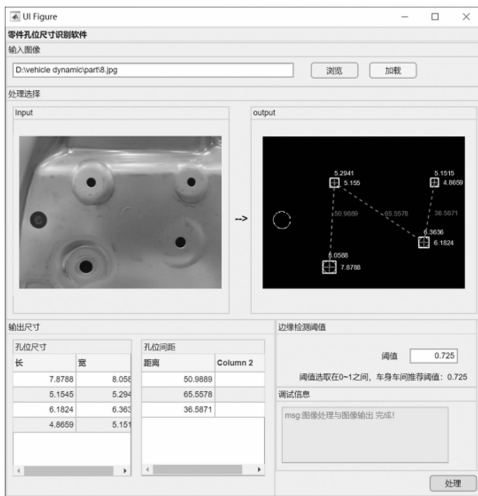 UI Figure
零件孔位尺寸识别软件
输入图像
D:\vehicle dynamic\part\8.jpg
浏览
加载
处理选择
Input
output
5.2941
5.155
5.1515
4.8659
50.9889
65.5578
36.5871
6.3636
6.1824
8.0588
7.8788
-->
输出尺寸
孔位尺寸
长 宽
7.8788 8.058
5.1545 5.294
6.1824 6.363
4.8659 5.151
孔位间距
距离 Column 2
50.9889
65.5578
36.5871
边缘检测阈值
阈值 0.725
阈值选取在0~1之间，车身车间推荐阈值：0.725
调试信息
msg:图像处理与图像输出 完成!
处理